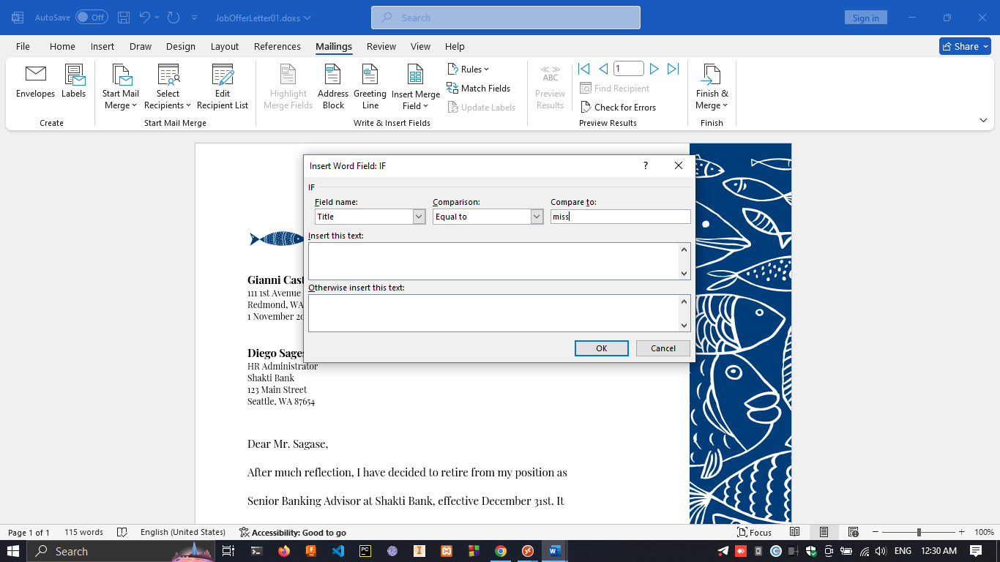 AutoSave Off JobOfferLetter01.doxs Search Sign in
File Home Insert Draw Design Layout References Mailings Review View Help Share
Envelopes
Labels
Create
Start Mail
Merge
Select
Recipients
Edit
Recipient List
Start Mail Merge
Highlight
Merge Fields
Address
Block
Greeting
Line
Insert Merge
Field
Rules
Match Fields
Update Labels
Write & Insert Fields
ABC
Preview
Results
1
Find Recipient
Check for Errors
Preview Results
Finish &
Merge
Finish
Insert Word Field: IF ?
IF
Field name: Comparison: Compare to:
Title Equal to miss
Insert this text:
Otherwise insert this text:
OK Cancel
Gianni Cast
111 1st Avenue
Redmond, WA
1 November 20
Diego Sages
HR Administrator
Shakti Bank
123 Main Street
Seattle, WA 87654
Dear Mr. Sagase,
After much reflection, I have decided to retire from my position as
Senior Banking Advisor at Shakti Bank, effective December 31st. It
Page 1 of 1 115 words English (United States) Accessibility: Good to go Focus 100%
Search ENG 12:30 AM